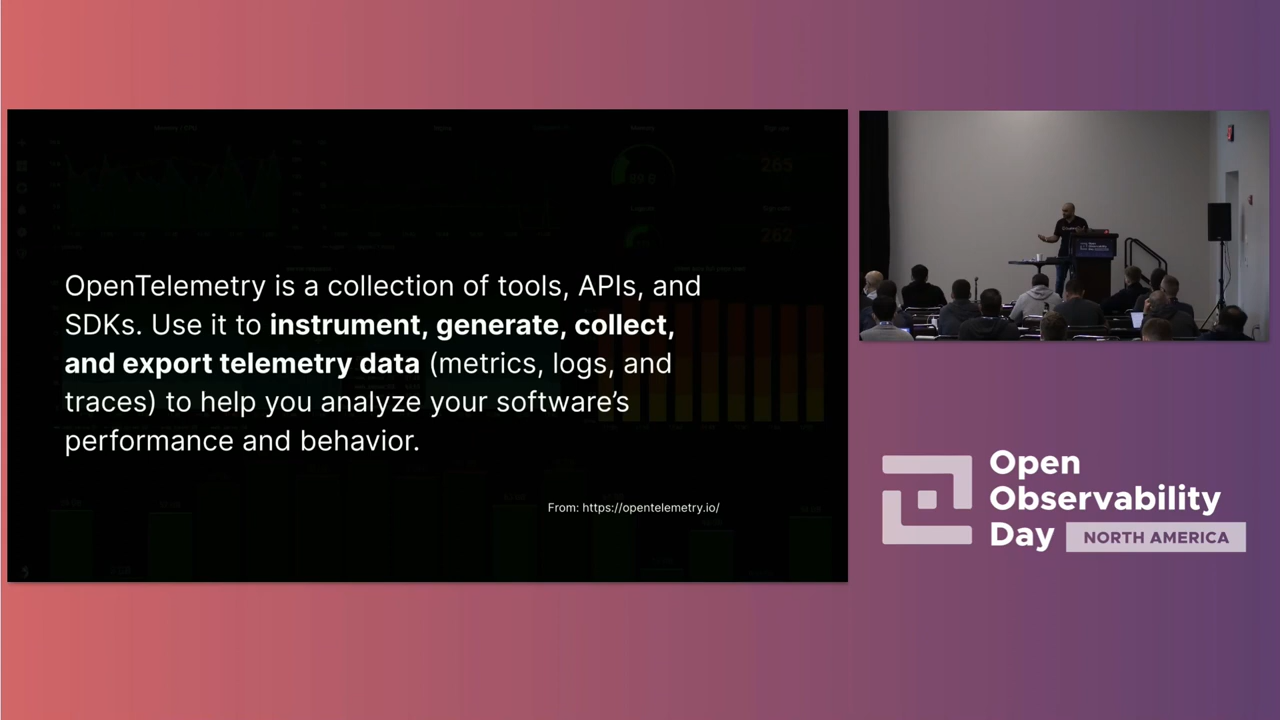 OpenTelemetry is a collection of tools, APIs, and
SDKs. Use it to instrument, generate, collect,
and export telemetry data (metrics, logs, and
traces) to help you analyze your software’s
performance and behavior.
From: https://opentelemetry.io/
265
262
Open
Observability
Day NORTH AMERICA